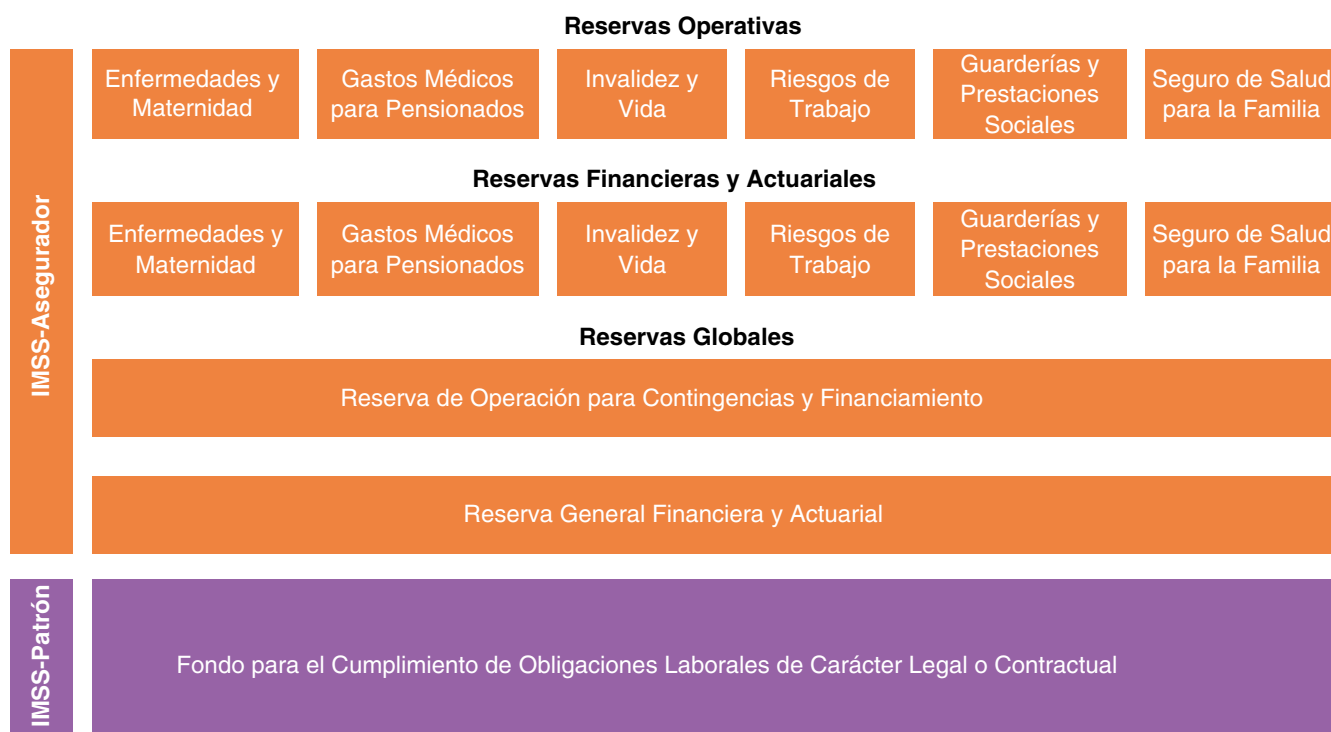 Reservas Operativas
IMSS-Asegurador
Enfermedades y
Maternidad
Gastos Médicos
para Pensionados
Invalidez y
Vida
Riesgos de
Trabajo
Guarderías y
Prestaciones
Sociales
Seguro de Salud
para la Familia
Reservas Financieras y Actuariales
Enfermedades y
Maternidad
Gastos Médicos
para Pensionados
Invalidez y
Vida
Riesgos de
Trabajo
Guarderías y
Prestaciones
Sociales
Seguro de Salud
para la Familia
Reservas Globales
Reserva de Operación para Contingencias y Financiamiento
Reserva General Financiera y Actuarial
IMSS-Patrón
Fondo para el Cumplimiento de Obligaciones Laborales de Carácter Legal o Contractual